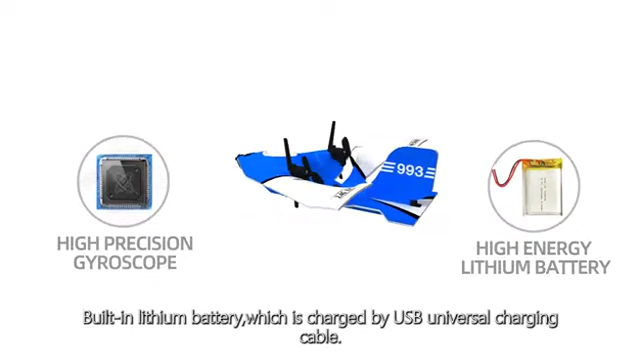 993
HIGH PRECISION
GYROSCOPE
HIGH ENERGY
LITHIUM BATTERY
Built-in lithium battery,which is charged by USB universal charging
cable.